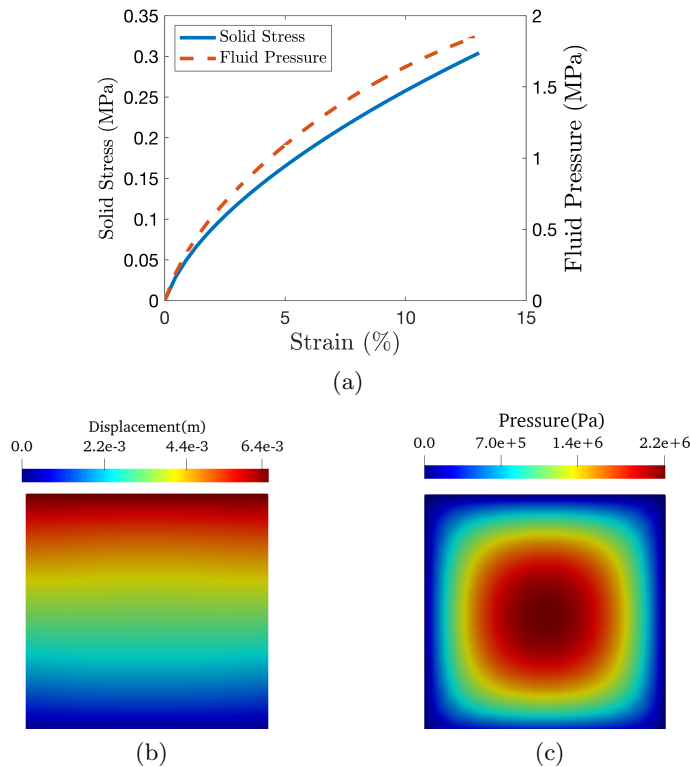 0.35
0.3
0.25
0.2
0.15
0.1
0.05
0
Solid Stress (MPa)
Solid Stress
Fluid Pressure
2
1.5
1
0.5
0
Fluid Pressure (MPa)
0 5 10 15
Strain (%)
(a)
Displacement(m)
0.0 2.2e-3 4.4e-3 6.4e-3
(b)
Pressure(Pa)
0.0 7.0e+5 1.4e+6 2.2e+6
(c)